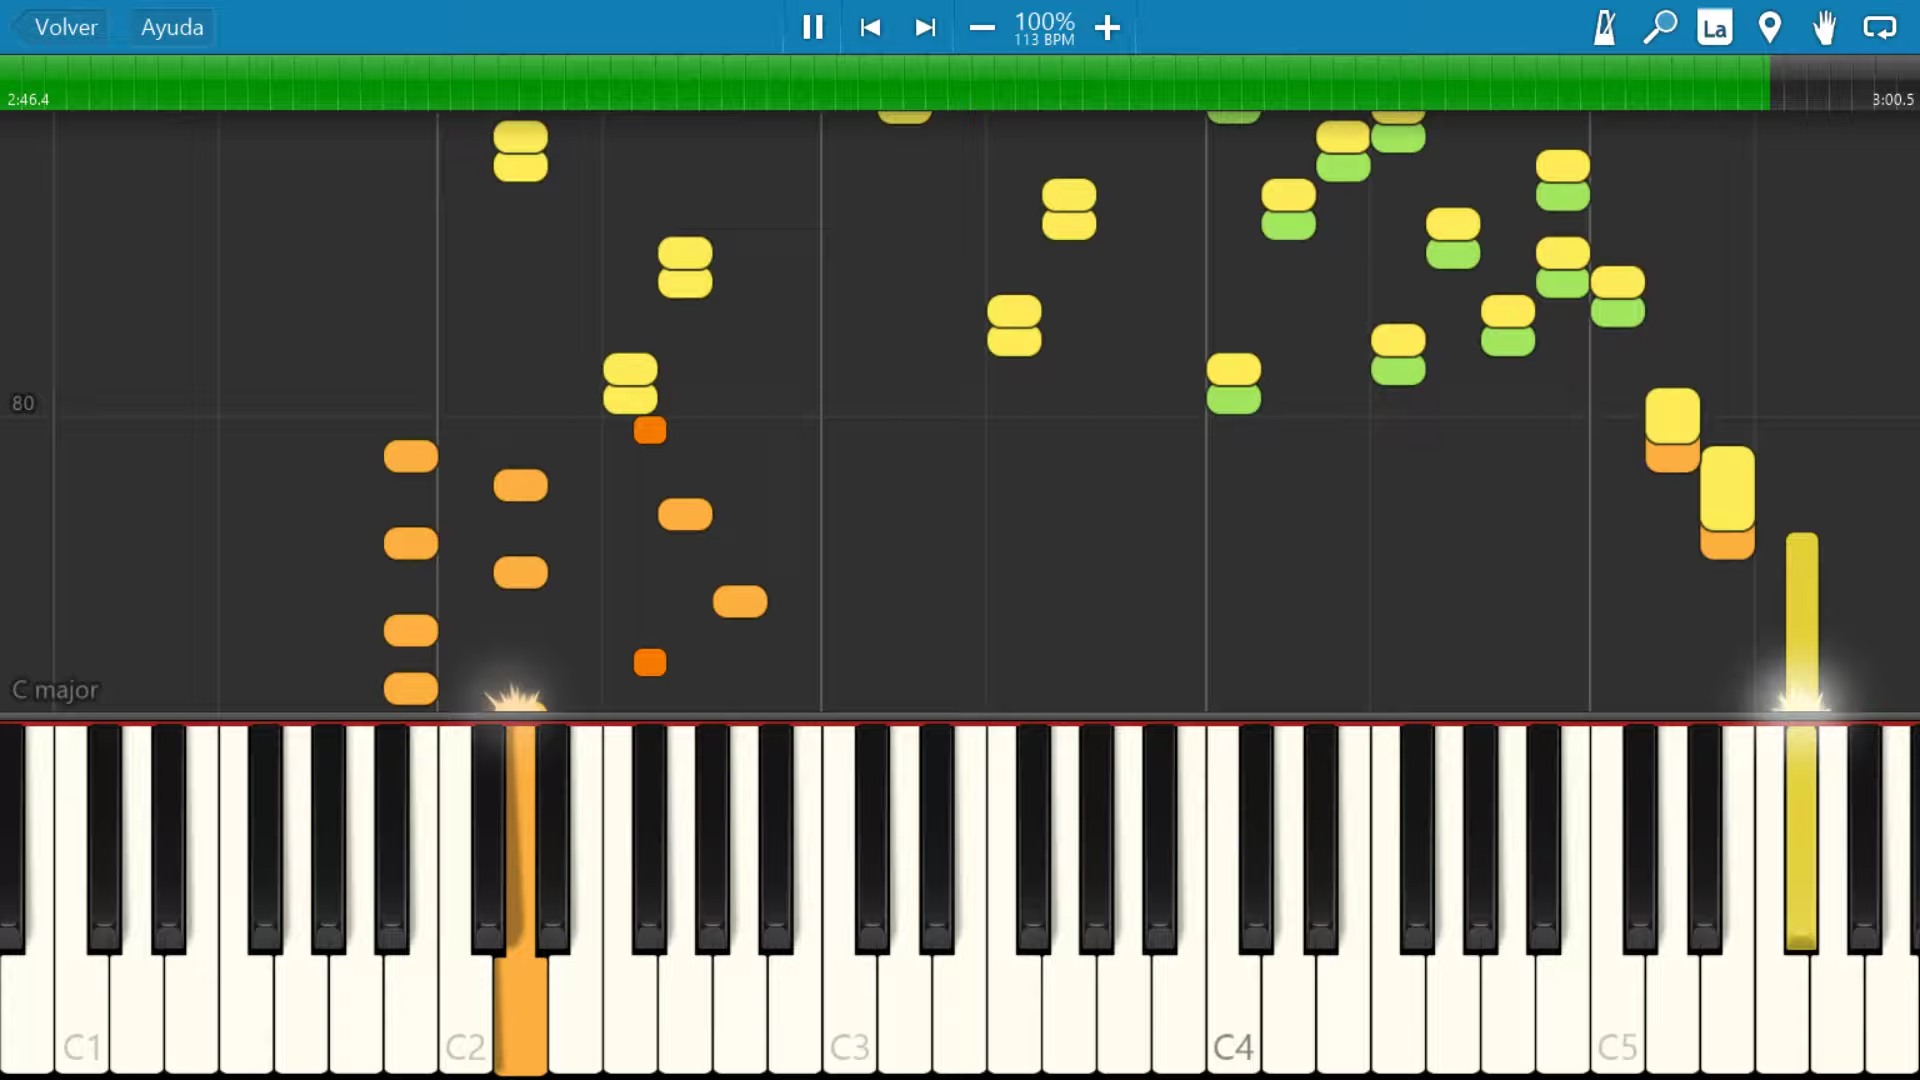 Volver
Ayuda
100%
113 BPM
La
2:46.4
3:00.5
80
C major
C1
C2
C3
C4
C5